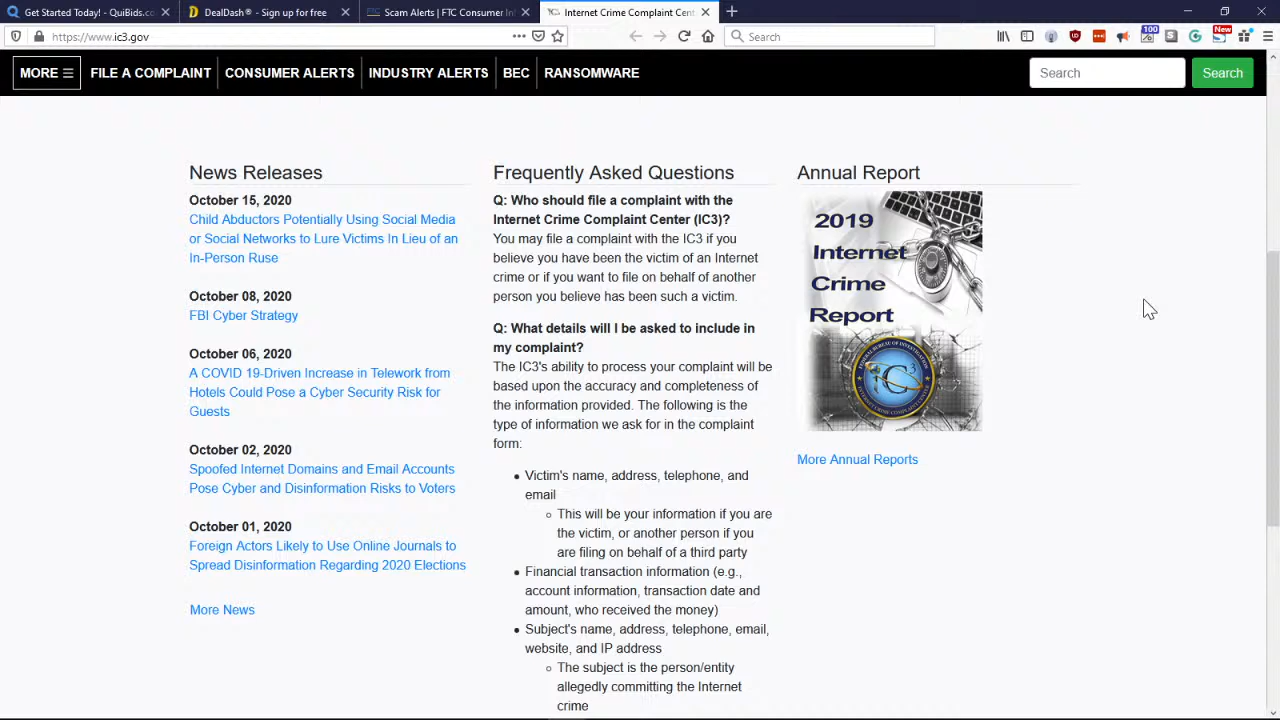 Get Started Today! - QuiBids.co
DealDash® - Sign up for free
Scam Alerts | FTC Consumer In
Internet Crime Complaint Cent
https://www.ic3.gov
Search
100
New
MORE
FILE A COMPLAINT
CONSUMER ALERTS
INDUSTRY ALERTS
BEC
RANSOMWARE
Search
Search
News Releases
October 15, 2020
Child Abductors Potentially Using Social Media
or Social Networks to Lure Victims In Lieu of an
In-Person Ruse
October 08, 2020
FBI Cyber Strategy
October 06, 2020
A COVID 19-Driven Increase in Telework from
Hotels Could Pose a Cyber Security Risk for
Guests
October 02, 2020
Spoofed Internet Domains and Email Accounts
Pose Cyber and Disinformation Risks to Voters
October 01, 2020
Foreign Actors Likely to Use Online Journals to
Spread Disinformation Regarding 2020 Elections
More News
Frequently Asked Questions
Q: Who should file a complaint with the
Internet Crime Complaint Center (IC3)?
You may file a complaint with the IC3 if you
believe you have been the victim of an Internet
crime or if you want to file on behalf of another
person you believe has been such a victim.
Q: What details will I be asked to include in
my complaint?
The IC3's ability to process your complaint will be
based upon the accuracy and completeness of
the information provided. The following is the
type of information we ask for in the complaint
form:
Victim's name, address, telephone, and
email
This will be your information if you are
the victim, or another person if you
are filing on behalf of a third party
Financial transaction information (e.g.,
account information, transaction date and
amount, who received the money)
Subject's name, address, telephone, email,
website, and IP address
The subject is the person/entity
allegedly committing the Internet
crime
Annual Report
2019
Internet
Crime
Report
FEDERAL BUREAU OF INVESTIGATION
IC3
INTERNET CRIME COMPLAINT CENTER
More Annual Reports